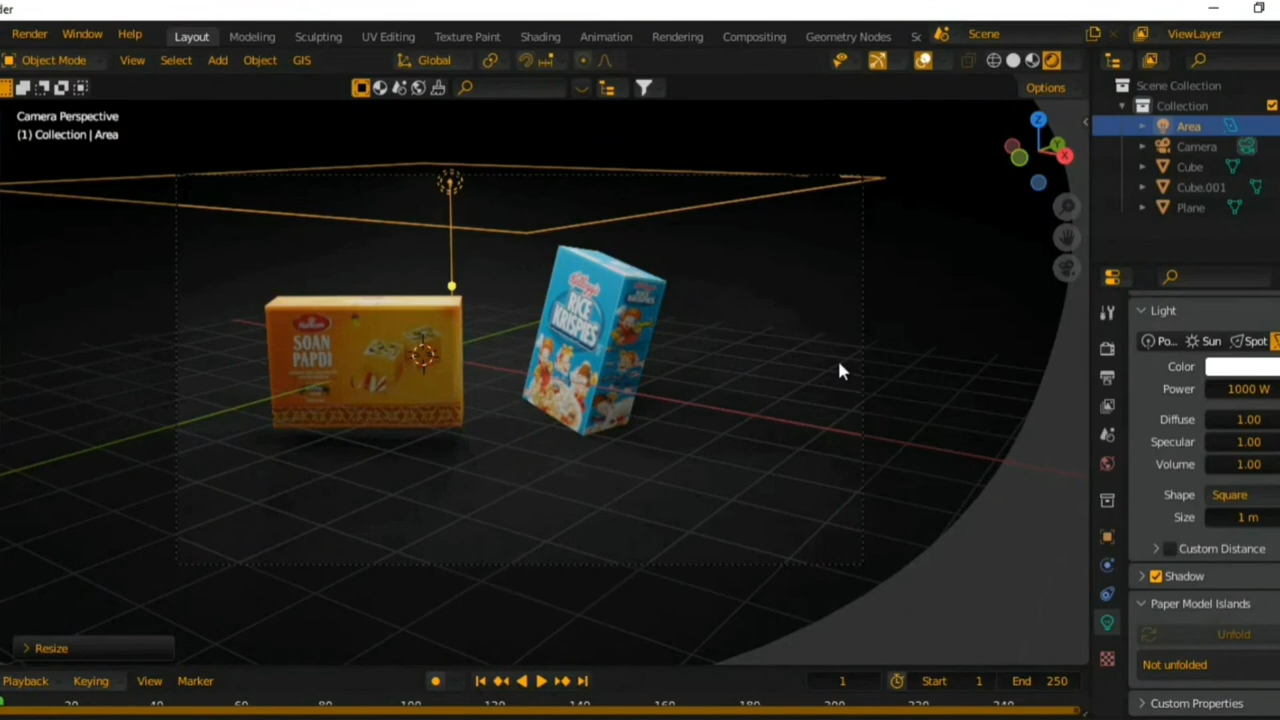 der
Render Window Help Layout Modeling Sculpting UV Editing Texture Paint Shading Animation Rendering Compositing Geometry Nodes Sc Scene ViewLayer
Object Mode View Select Add Object GIS Global
Options
Camera Perspective
(1) Collection | Area
Scene Collection
Collection
Area
Camera
Cube
Cube.001
Plane
Z
Y
X
SOAN
PAPDI
RICE
KRISPIES
Light
Po... Sun Spot
Color
Power 1000 W
Diffuse 1.00
Specular 1.00
Volume 1.00
Shape Square
Size 1 m
Custom Distance
Shadow
Paper Model Islands
Unfold
Not unfolded
Custom Properties
Resize
Playback Keying View Marker 1 Start 1 End 250